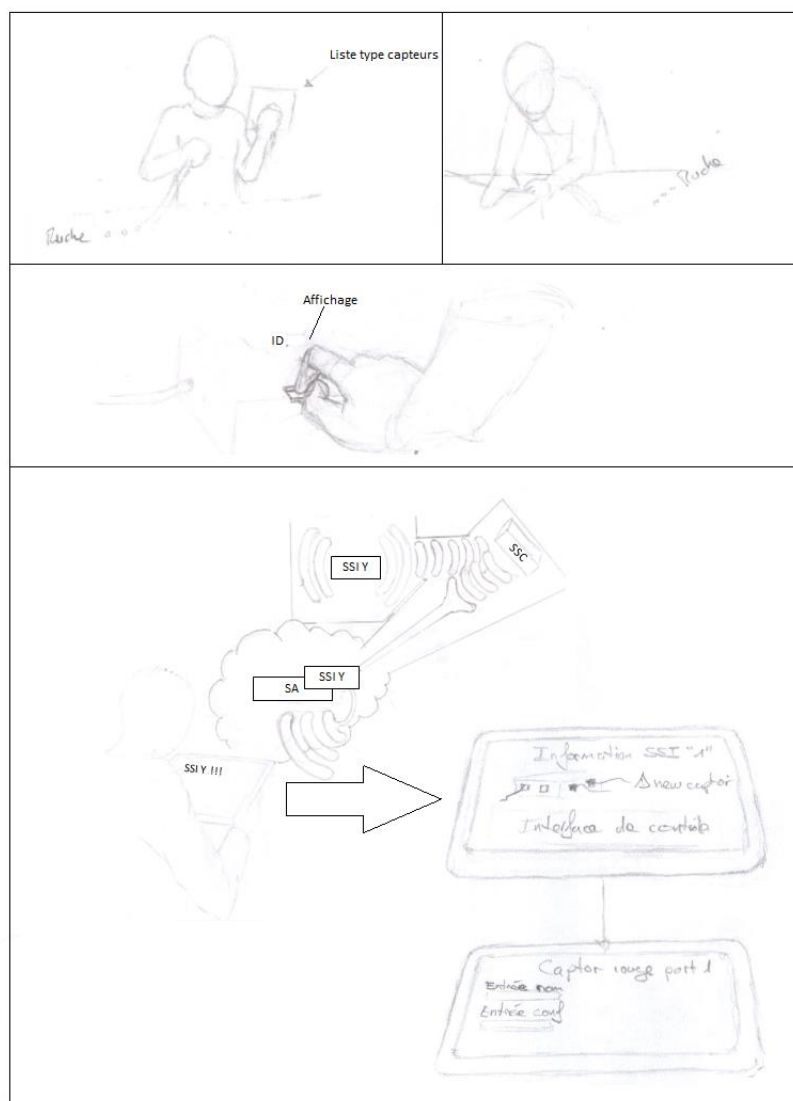 Liste type capteurs
Ruche
Ruche
Affichage
ID
SSI Y
SSC
SSI Y
SA
SSI Y !!!
Information SSI "1"
A new captor
Interface de contrôle
Captor rouge port 1
Entrée nom
Entrée conf